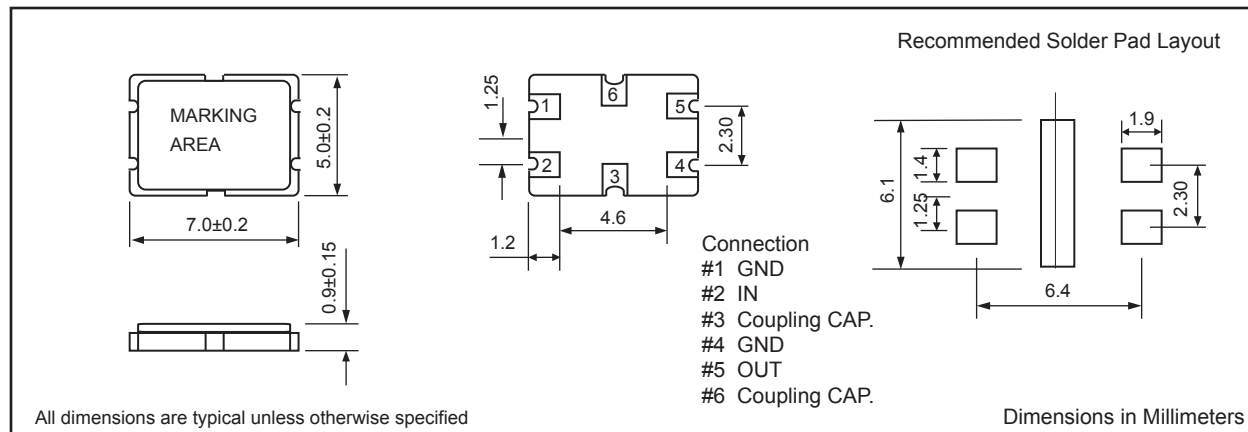 Recommended Solder Pad Layout
MARKING
AREA
5.0±0.2
7.0±0.2
0.9±0.15
1.25
1
2
3
4
5
6
2.30
4.6
1.2
Connection
#1 GND
#2 IN
#3 Coupling CAP.
#4 GND
#5 OUT
#6 Coupling CAP.
6.1
1.4
1.25
1.9
2.30
6.4
All dimensions are typical unless otherwise specified
Dimensions in Millimeters